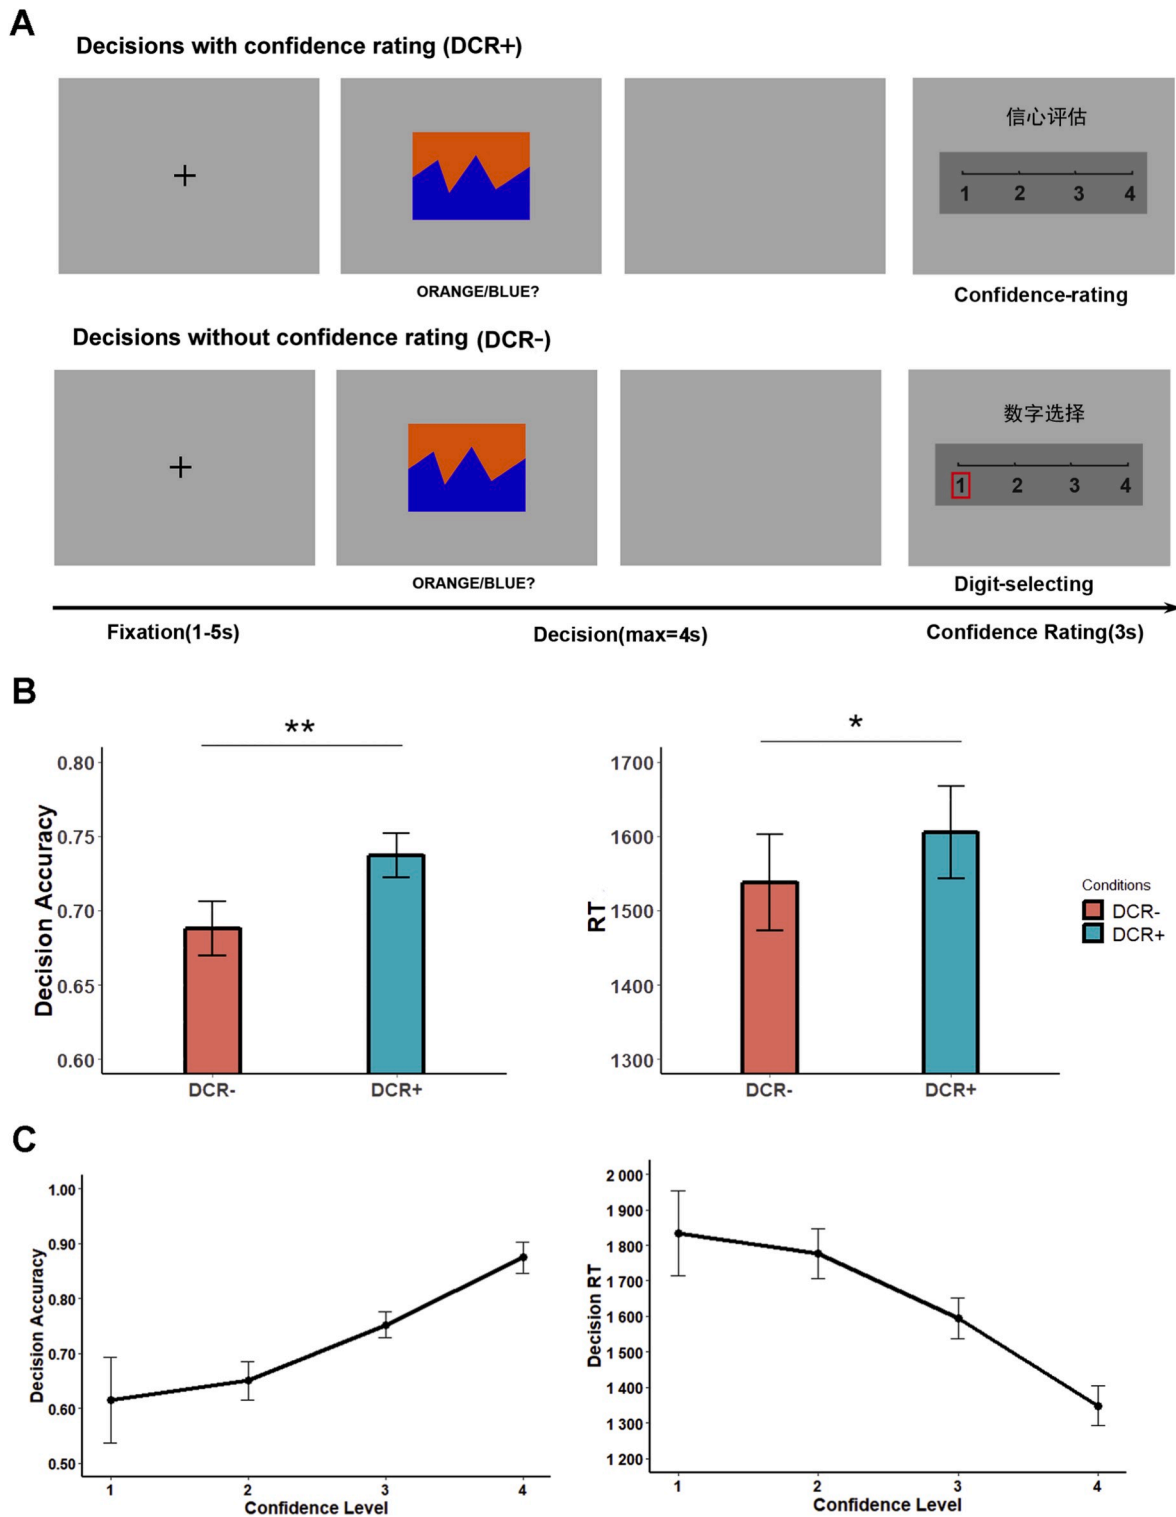 A
Decisions with confidence rating (DCR+)
信心评估
1 2 3 4
ORANGE/BLUE?
Confidence-rating
Decisions without confidence rating (DCR-)
数字选择
1 2 3 4
ORANGE/BLUE?
Digit-selecting
Fixation(1-5s)
Decision(max=4s)
Confidence Rating(3s)
B
**
Decision Accuracy
0.80
0.75
0.70
0.65
0.60
DCR- DCR+
*
RT
1700
1600
1500
1400
1300
DCR- DCR+
Conditions
DCR-
DCR+
C
Decision Accuracy
1.00
0.90
0.80
0.70
0.60
0.50
1 2 3 4
Confidence Level
Decision RT
2 000
1 900
1 800
1 700
1 600
1 500
1 400
1 300
1 200
1 2 3 4
Confidence Level